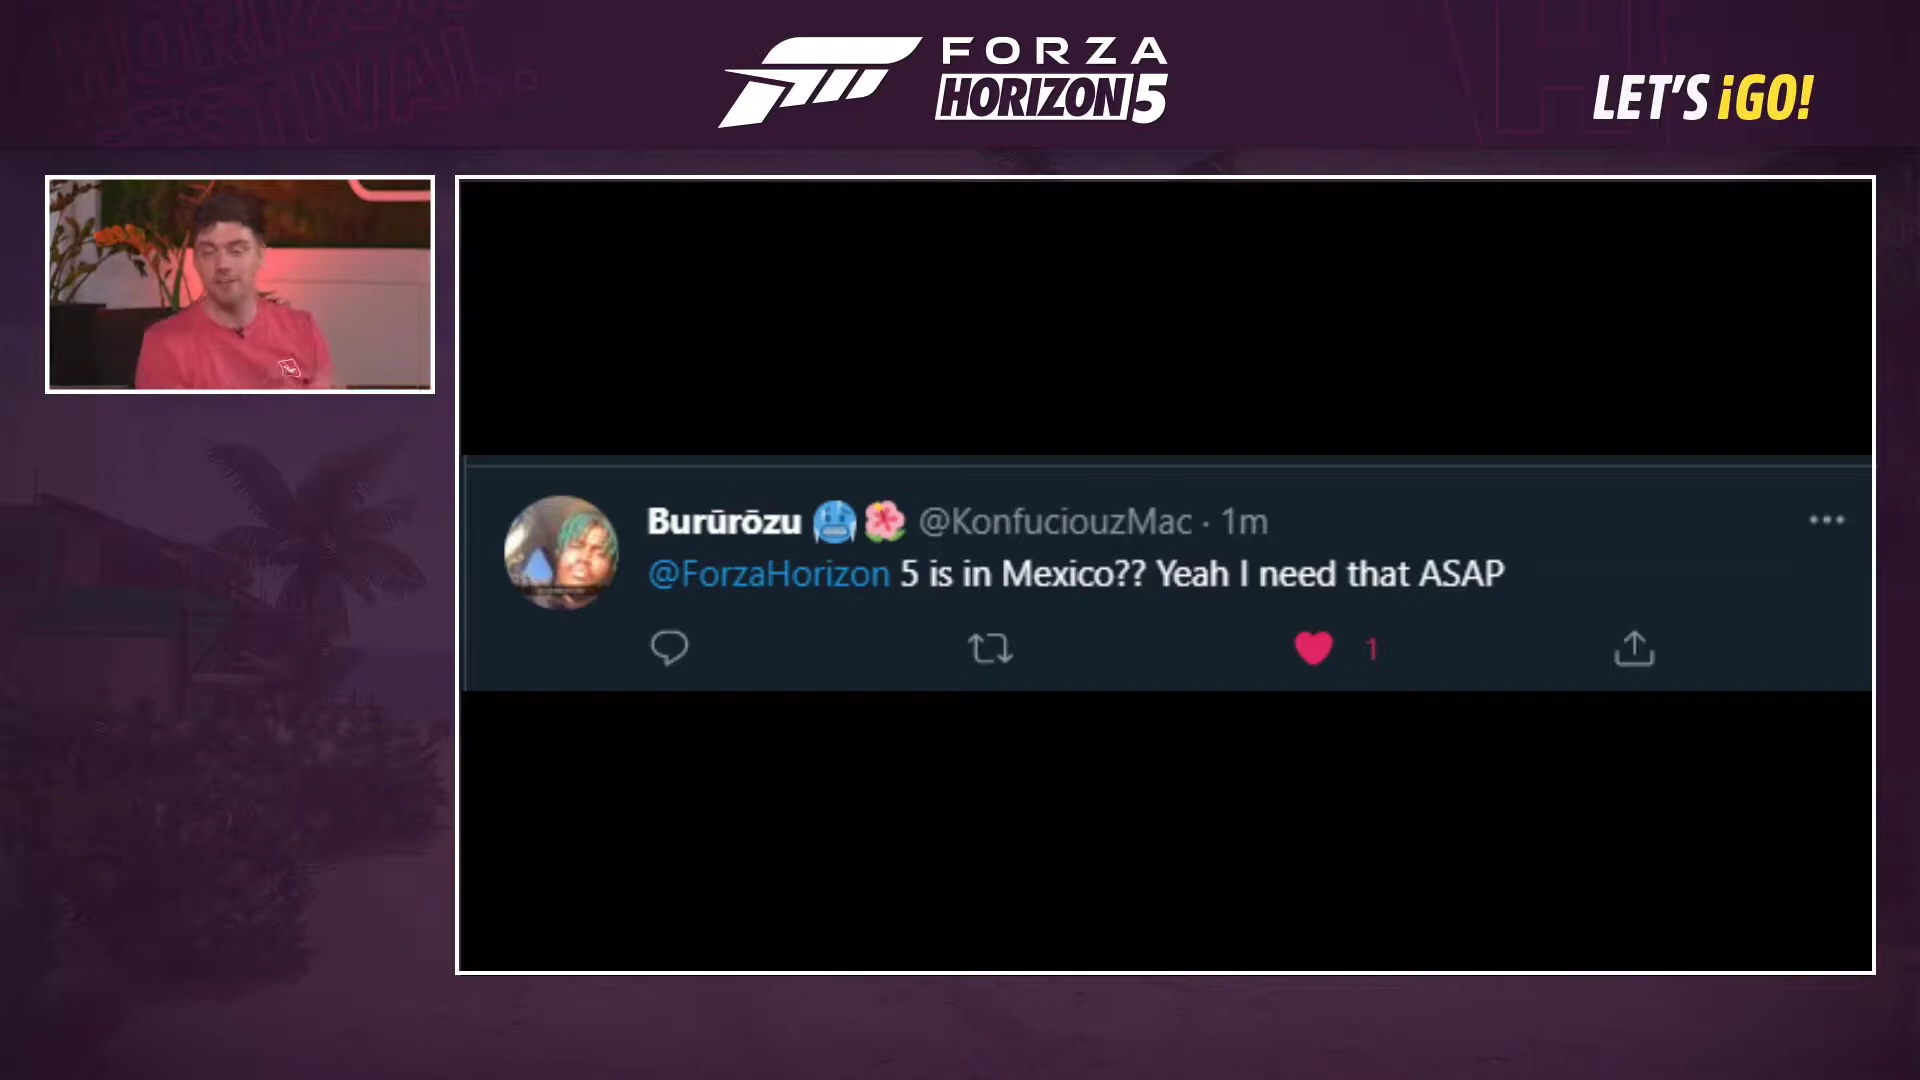 FORZA
HORIZON 5
LET'S ¡GO!
Burūrōzu 🥶🌺 @KonfuciouzMac · 1m
@ForzaHorizon 5 is in Mexico?? Yeah I need that ASAP
1